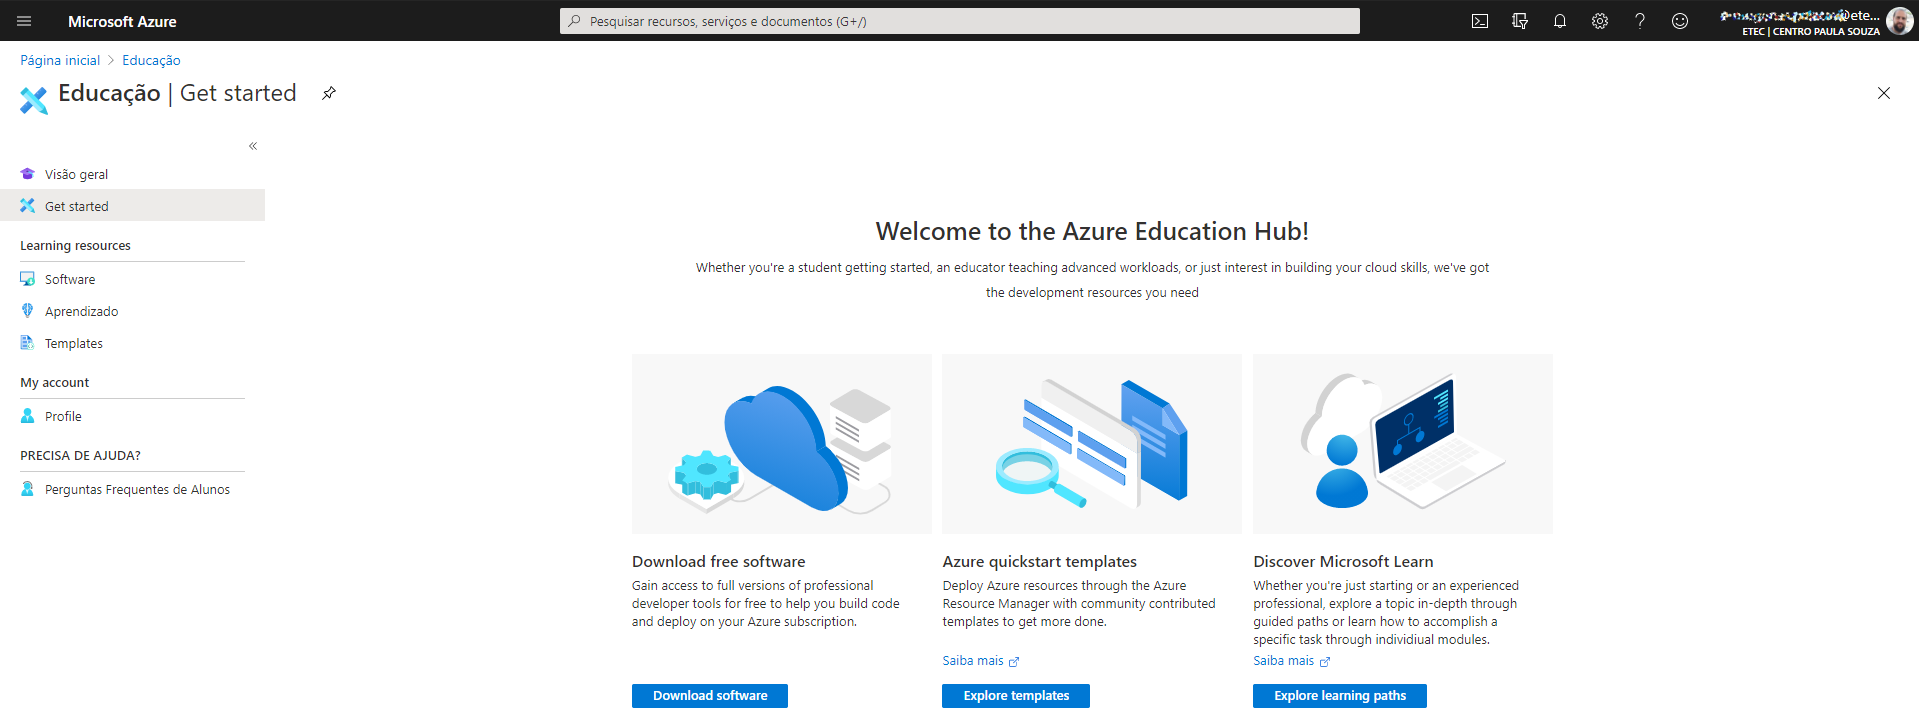 Microsoft Azure
Pesquisar recursos, serviços e documentos (G+/)
@ete...
ETEC | CENTRO PAULA SOUZA
Página inicial > Educação
Educação | Get started
«
Visão geral
Get started
Learning resources
Software
Aprendizado
Templates
My account
Profile
PRECISA DE AJUDA?
Perguntas Frequentes de Alunos
Welcome to the Azure Education Hub!
Whether you're a student getting started, an educator teaching advanced workloads, or just interest in building your cloud skills, we've got
the development resources you need
Download free software
Gain access to full versions of professional
developer tools for free to help you build code
and deploy on your Azure subscription.
Download software
Azure quickstart templates
Deploy Azure resources through the Azure
Resource Manager with community contributed
templates to get more done.
Saiba mais
Explore templates
Discover Microsoft Learn
Whether you're just starting or an experienced
professional, explore a topic in-depth through
guided paths or learn how to accomplish a
specific task through individiual modules.
Saiba mais
Explore learning paths